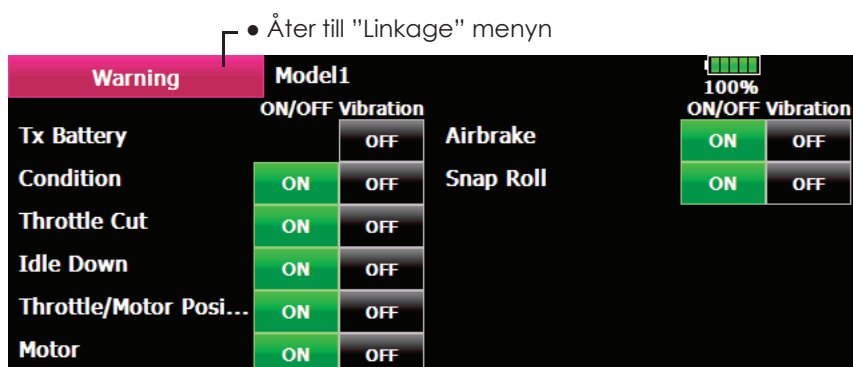 ● Åter till ”Linkage” menyn
Warning Model1 100%
ON/OFF Vibration ON/OFF Vibration
Tx Battery OFF Airbrake ON OFF
Condition ON OFF Snap Roll ON OFF
Throttle Cut ON OFF
Idle Down ON OFF
Throttle/Motor Posi... ON OFF
Motor ON OFF